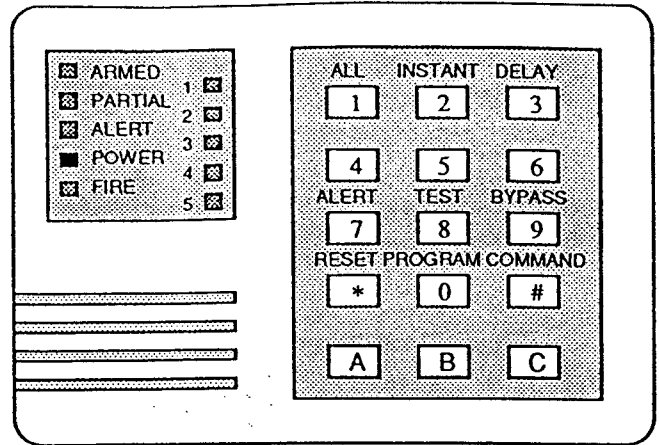 ARMED
PARTIAL
ALERT
POWER
FIRE
1
2
3
4
5
ALL INSTANT DELAY
1 2 3
4 5 6
ALERT TEST BYPASS
7 8 9
RESET PROGRAM COMMAND
* 0 #
A B C